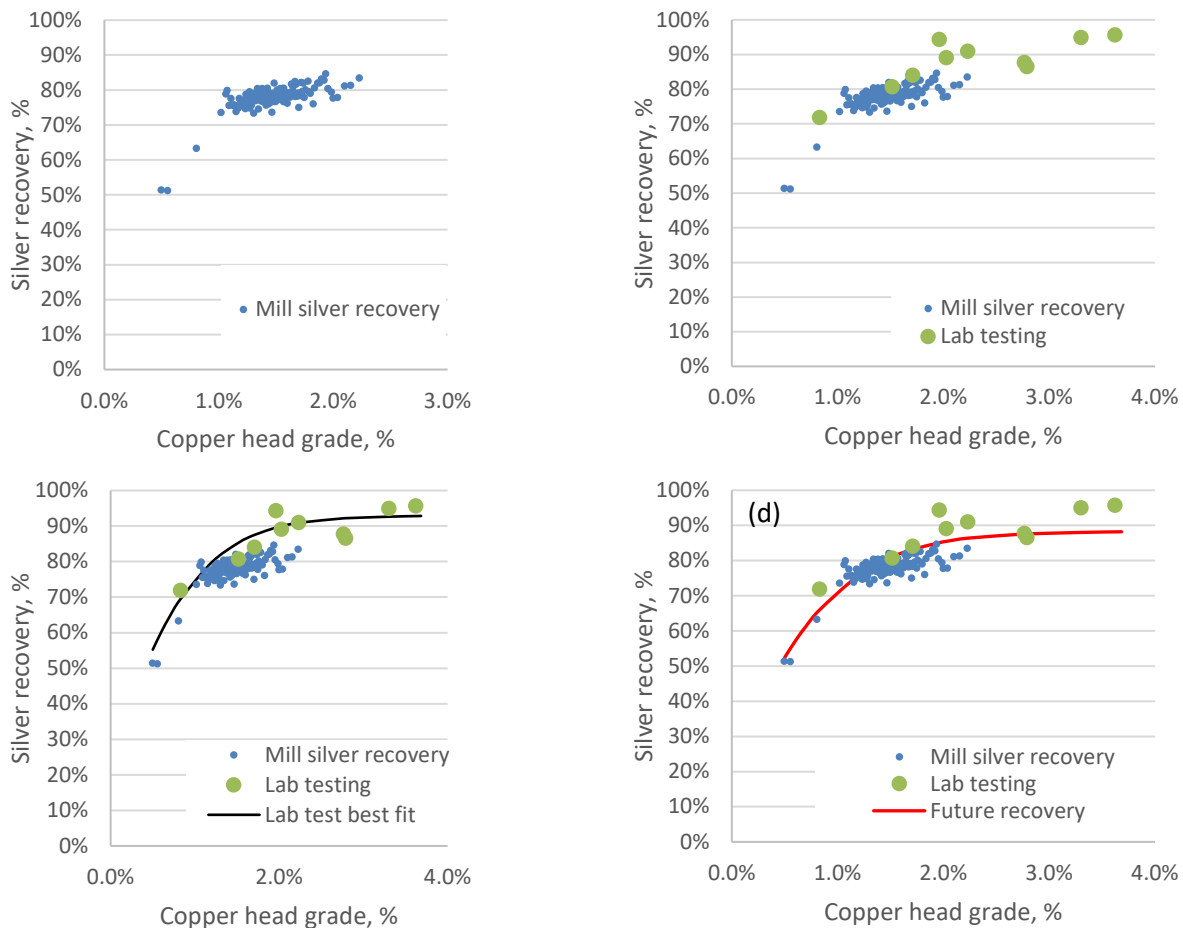 100%
90%
80%
70%
60%
50%
40%
30%
20%
10%
0%
Silver recovery, %
Mill silver recovery
0.0% 1.0% 2.0% 3.0%
Copper head grade, %
100%
90%
80%
70%
60%
50%
40%
30%
20%
10%
0%
Silver recovery, %
Mill silver recovery
Lab testing
0.0% 1.0% 2.0% 3.0% 4.0%
Copper head grade, %
100%
90%
80%
70%
60%
50%
40%
30%
20%
10%
0%
Silver recovery, %
Mill silver recovery
Lab testing
Lab test best fit
0.0% 2.0% 4.0%
Copper head grade, %
(d)
100%
90%
80%
70%
60%
50%
40%
30%
20%
10%
0%
Silver recovery, %
Mill silver recovery
Lab testing
Future recovery
0.0% 1.0% 2.0% 3.0% 4.0%
Copper head grade, %